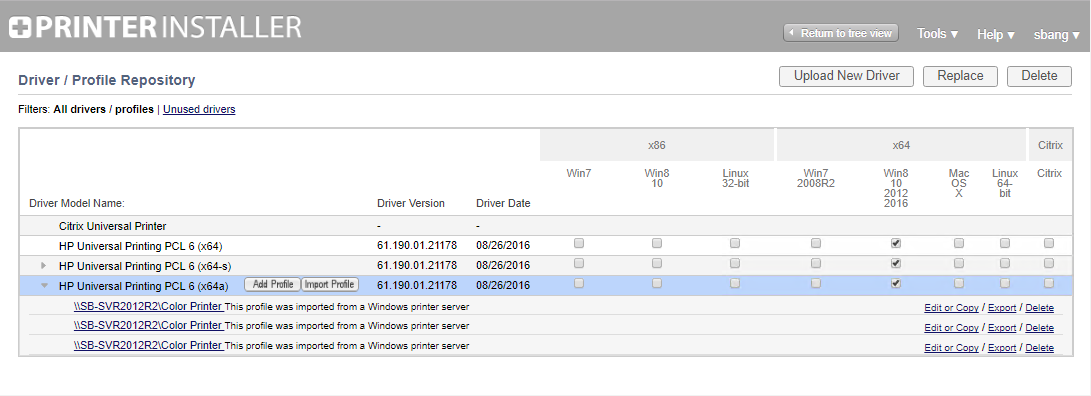 PRINTER INSTALLER
Return to tree view Tools ▾ Help ▾ sbang ▾
Driver / Profile Repository Upload New Driver Replace Delete
Filters: All drivers / profiles | Unused drivers
x86 x64 Citrix
Win7 Win8 10 Linux 32-bit Win7 2008R2 Win8 10 2012 2016 Mac OS X Linux 64-bit Citrix
Driver Model Name: Driver Version Driver Date
Citrix Universal Printer - -
HP Universal Printing PCL 6 (x64) 61.190.01.21178 08/26/2016
HP Universal Printing PCL 6 (x64-s) 61.190.01.21178 08/26/2016
HP Universal Printing PCL 6 (x64a) Add Profile Import Profile 61.190.01.21178 08/26/2016
\\SB-SVR2012R2\Color Printer This profile was imported from a Windows printer server Edit or Copy / Export / Delete
\\SB-SVR2012R2\Color Printer This profile was imported from a Windows printer server Edit or Copy / Export / Delete
\\SB-SVR2012R2\Color Printer This profile was imported from a Windows printer server Edit or Copy / Export / Delete